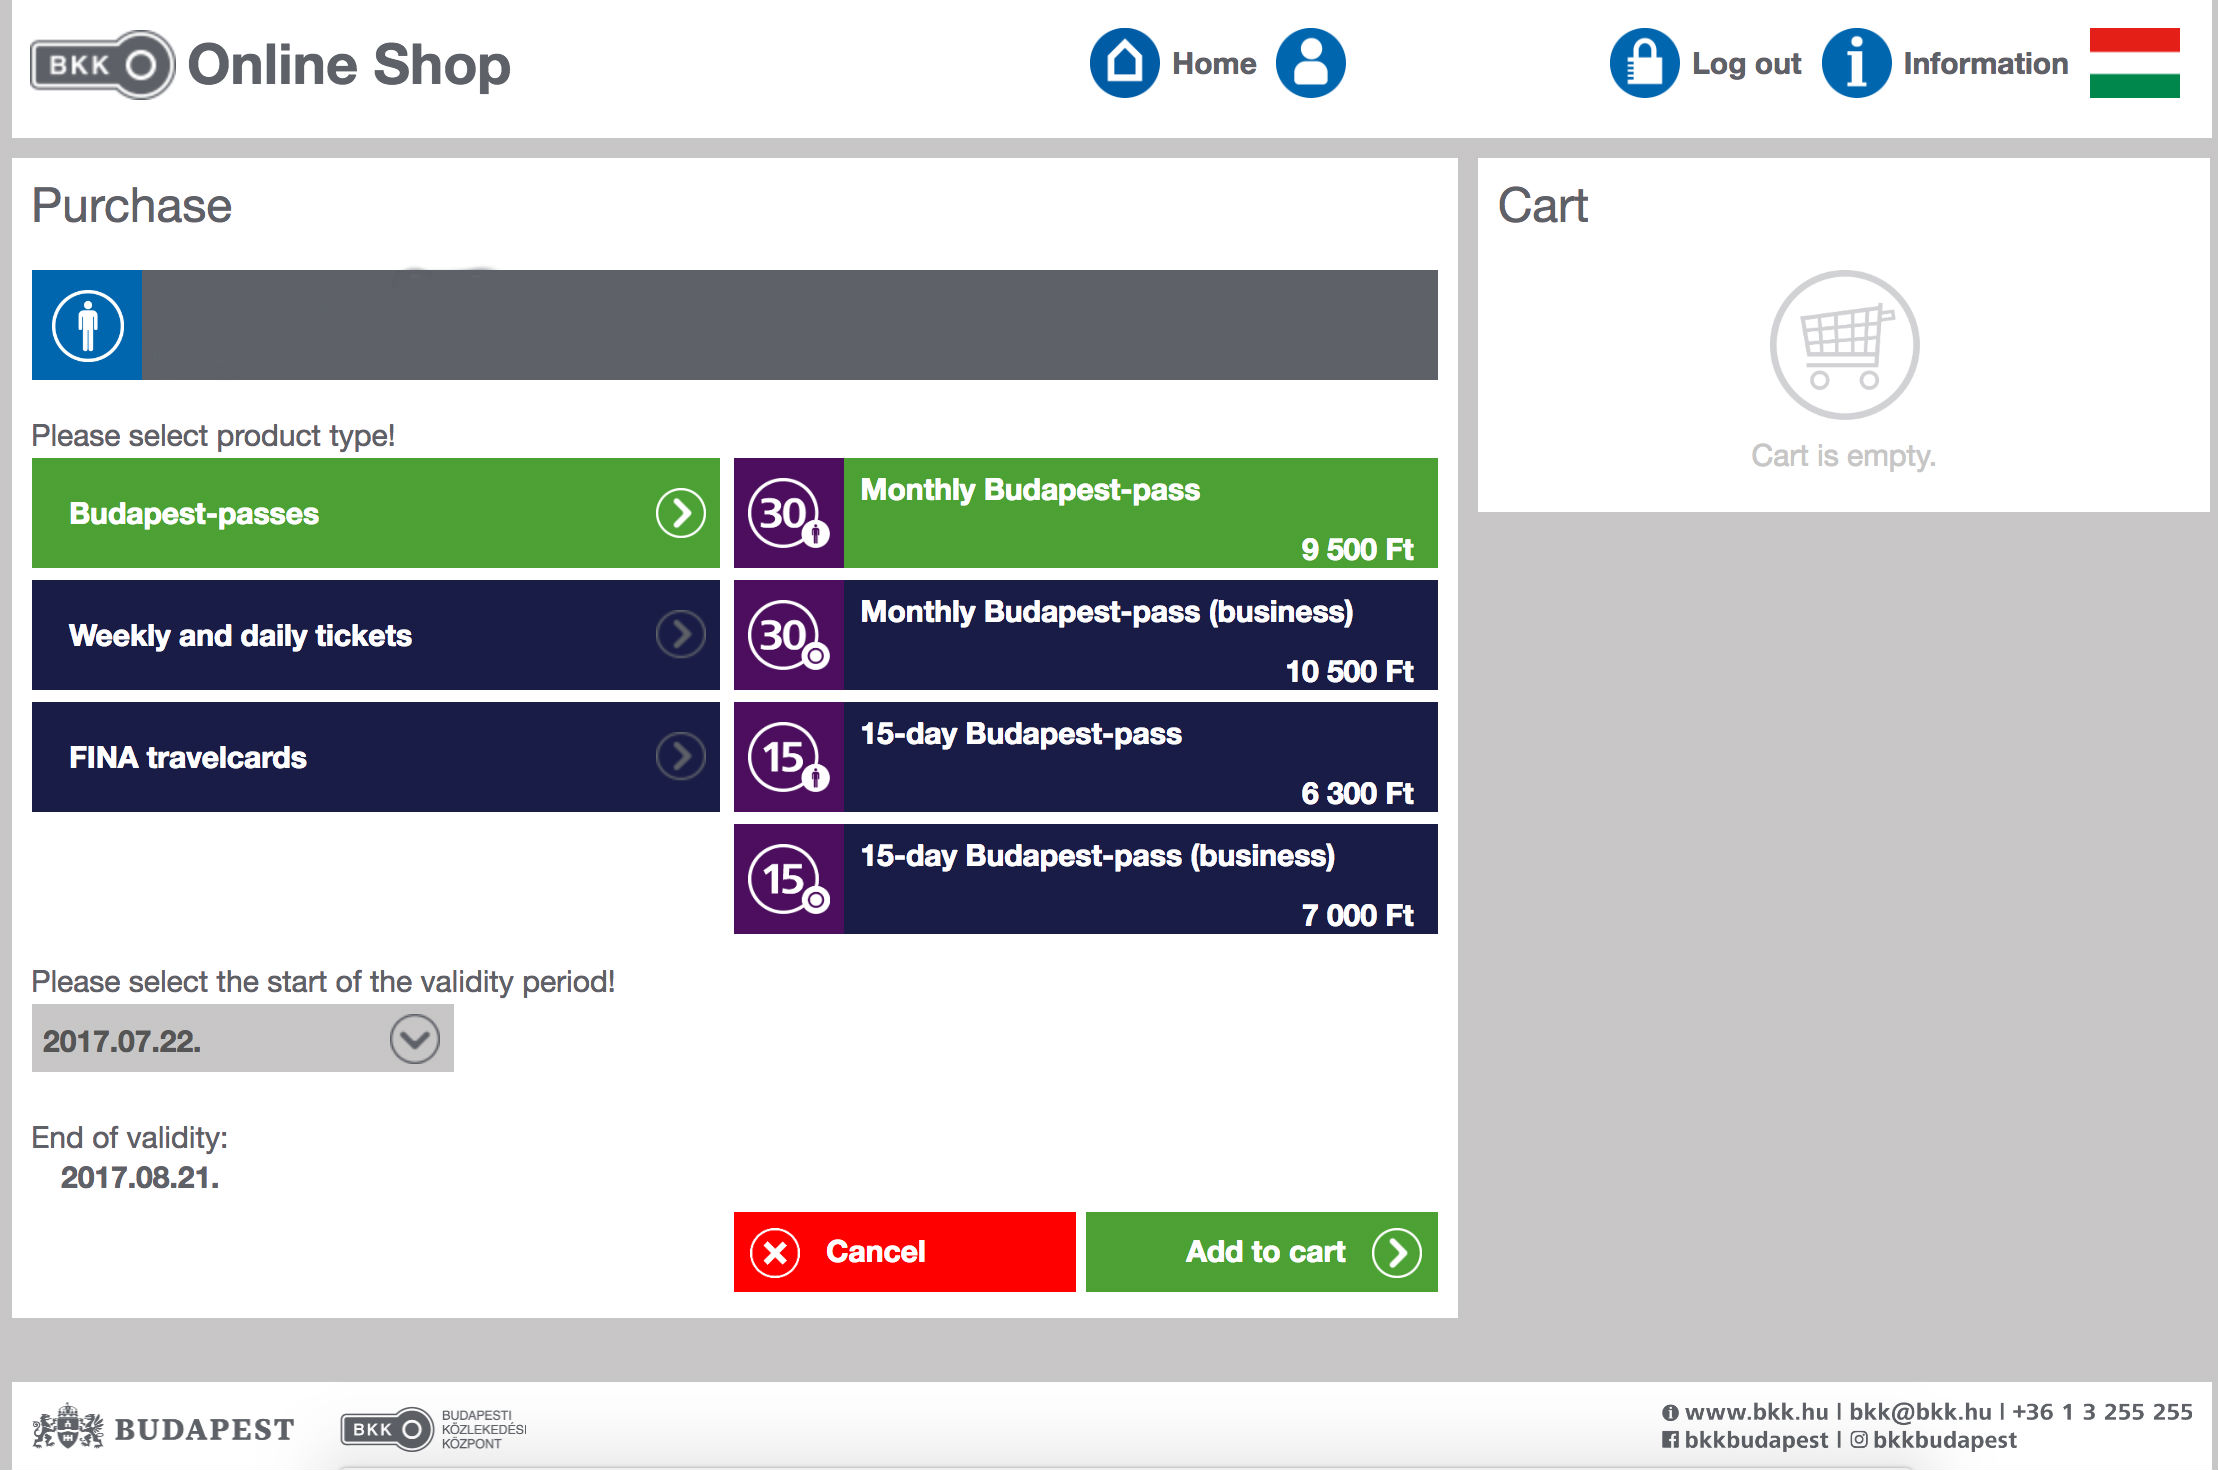 BKK Online Shop
Home
Log out
Information
Purchase
Cart
Cart is empty.
Please select product type!
Budapest-passes
Weekly and daily tickets
FINA travelcards
30
Monthly Budapest-pass
9 500 Ft
30
Monthly Budapest-pass (business)
10 500 Ft
15
15-day Budapest-pass
6 300 Ft
15
15-day Budapest-pass (business)
7 000 Ft
Please select the start of the validity period!
2017.07.22.
End of validity:
2017.08.21.
Cancel
Add to cart
BUDAPEST
BKK
BUDAPESTI
KÖZLEKEDÉSI
KÖZPONT
www.bkk.hu | bkk@bkk.hu | +36 1 3 255 255
bkkbudapest | bkkbudapest